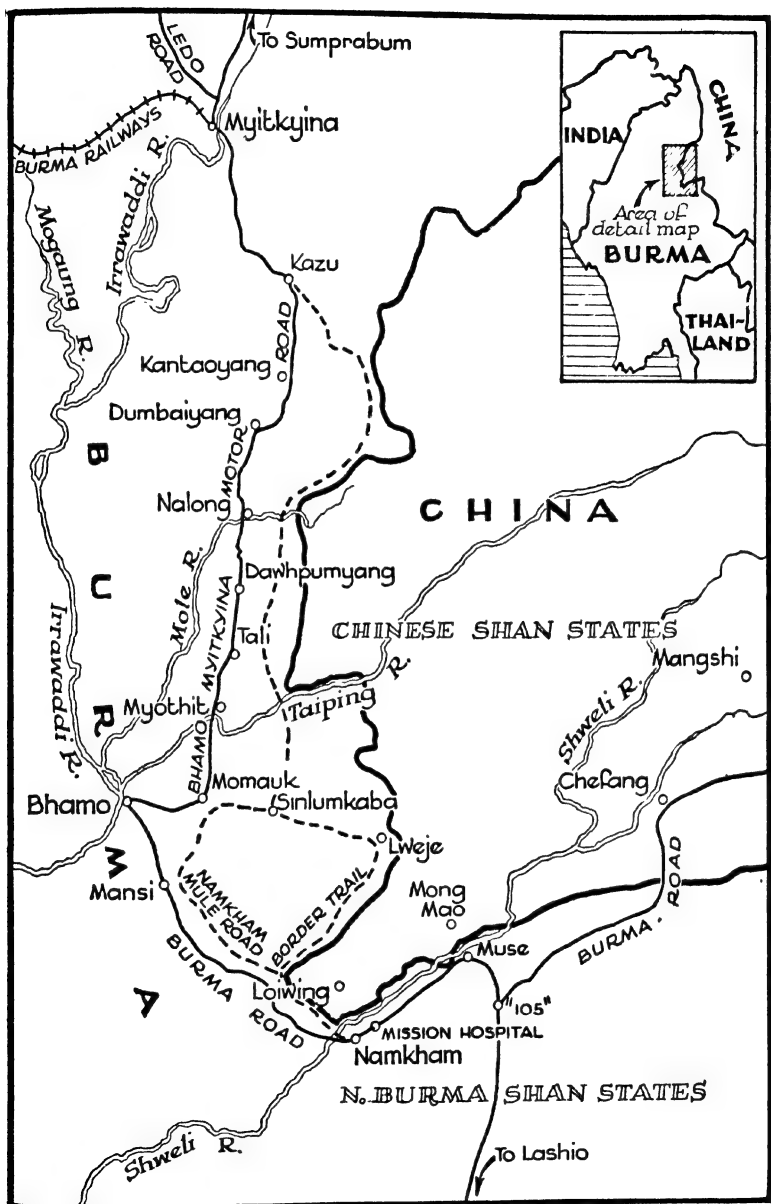 LEDO
ROAD
To Sumprabum
Myitkyina
BURMA RAILWAYS
Irrawaddi R.
Mogaung R.
INDIA
CHINA
Area of
detail map
BURMA
THAI-
LAND
Kazu
Kantaoyang
Dumbaiyang
BHAMO MYITKYINA MOTOR ROAD
Nalong
CHINA
BURMA
Mole R.
Dawhpumyang
CHINESE SHAN STATES
Tali
Mangshi
Irrawaddi R.
Myothit
Taiping R.
Shweli R.
Bhamo
Momauk
Sinlumkaba
Chefang
Lweje
Mansi
NAMKHAM
MULE ROAD
BORDER TRAIL
Mong
Mao
BURMA ROAD
Muse
BURMA ROAD
Loiwing
"105"
MISSION HOSPITAL
Namkham
N. BURMA SHAN STATES
Shweli R.
To Lashio